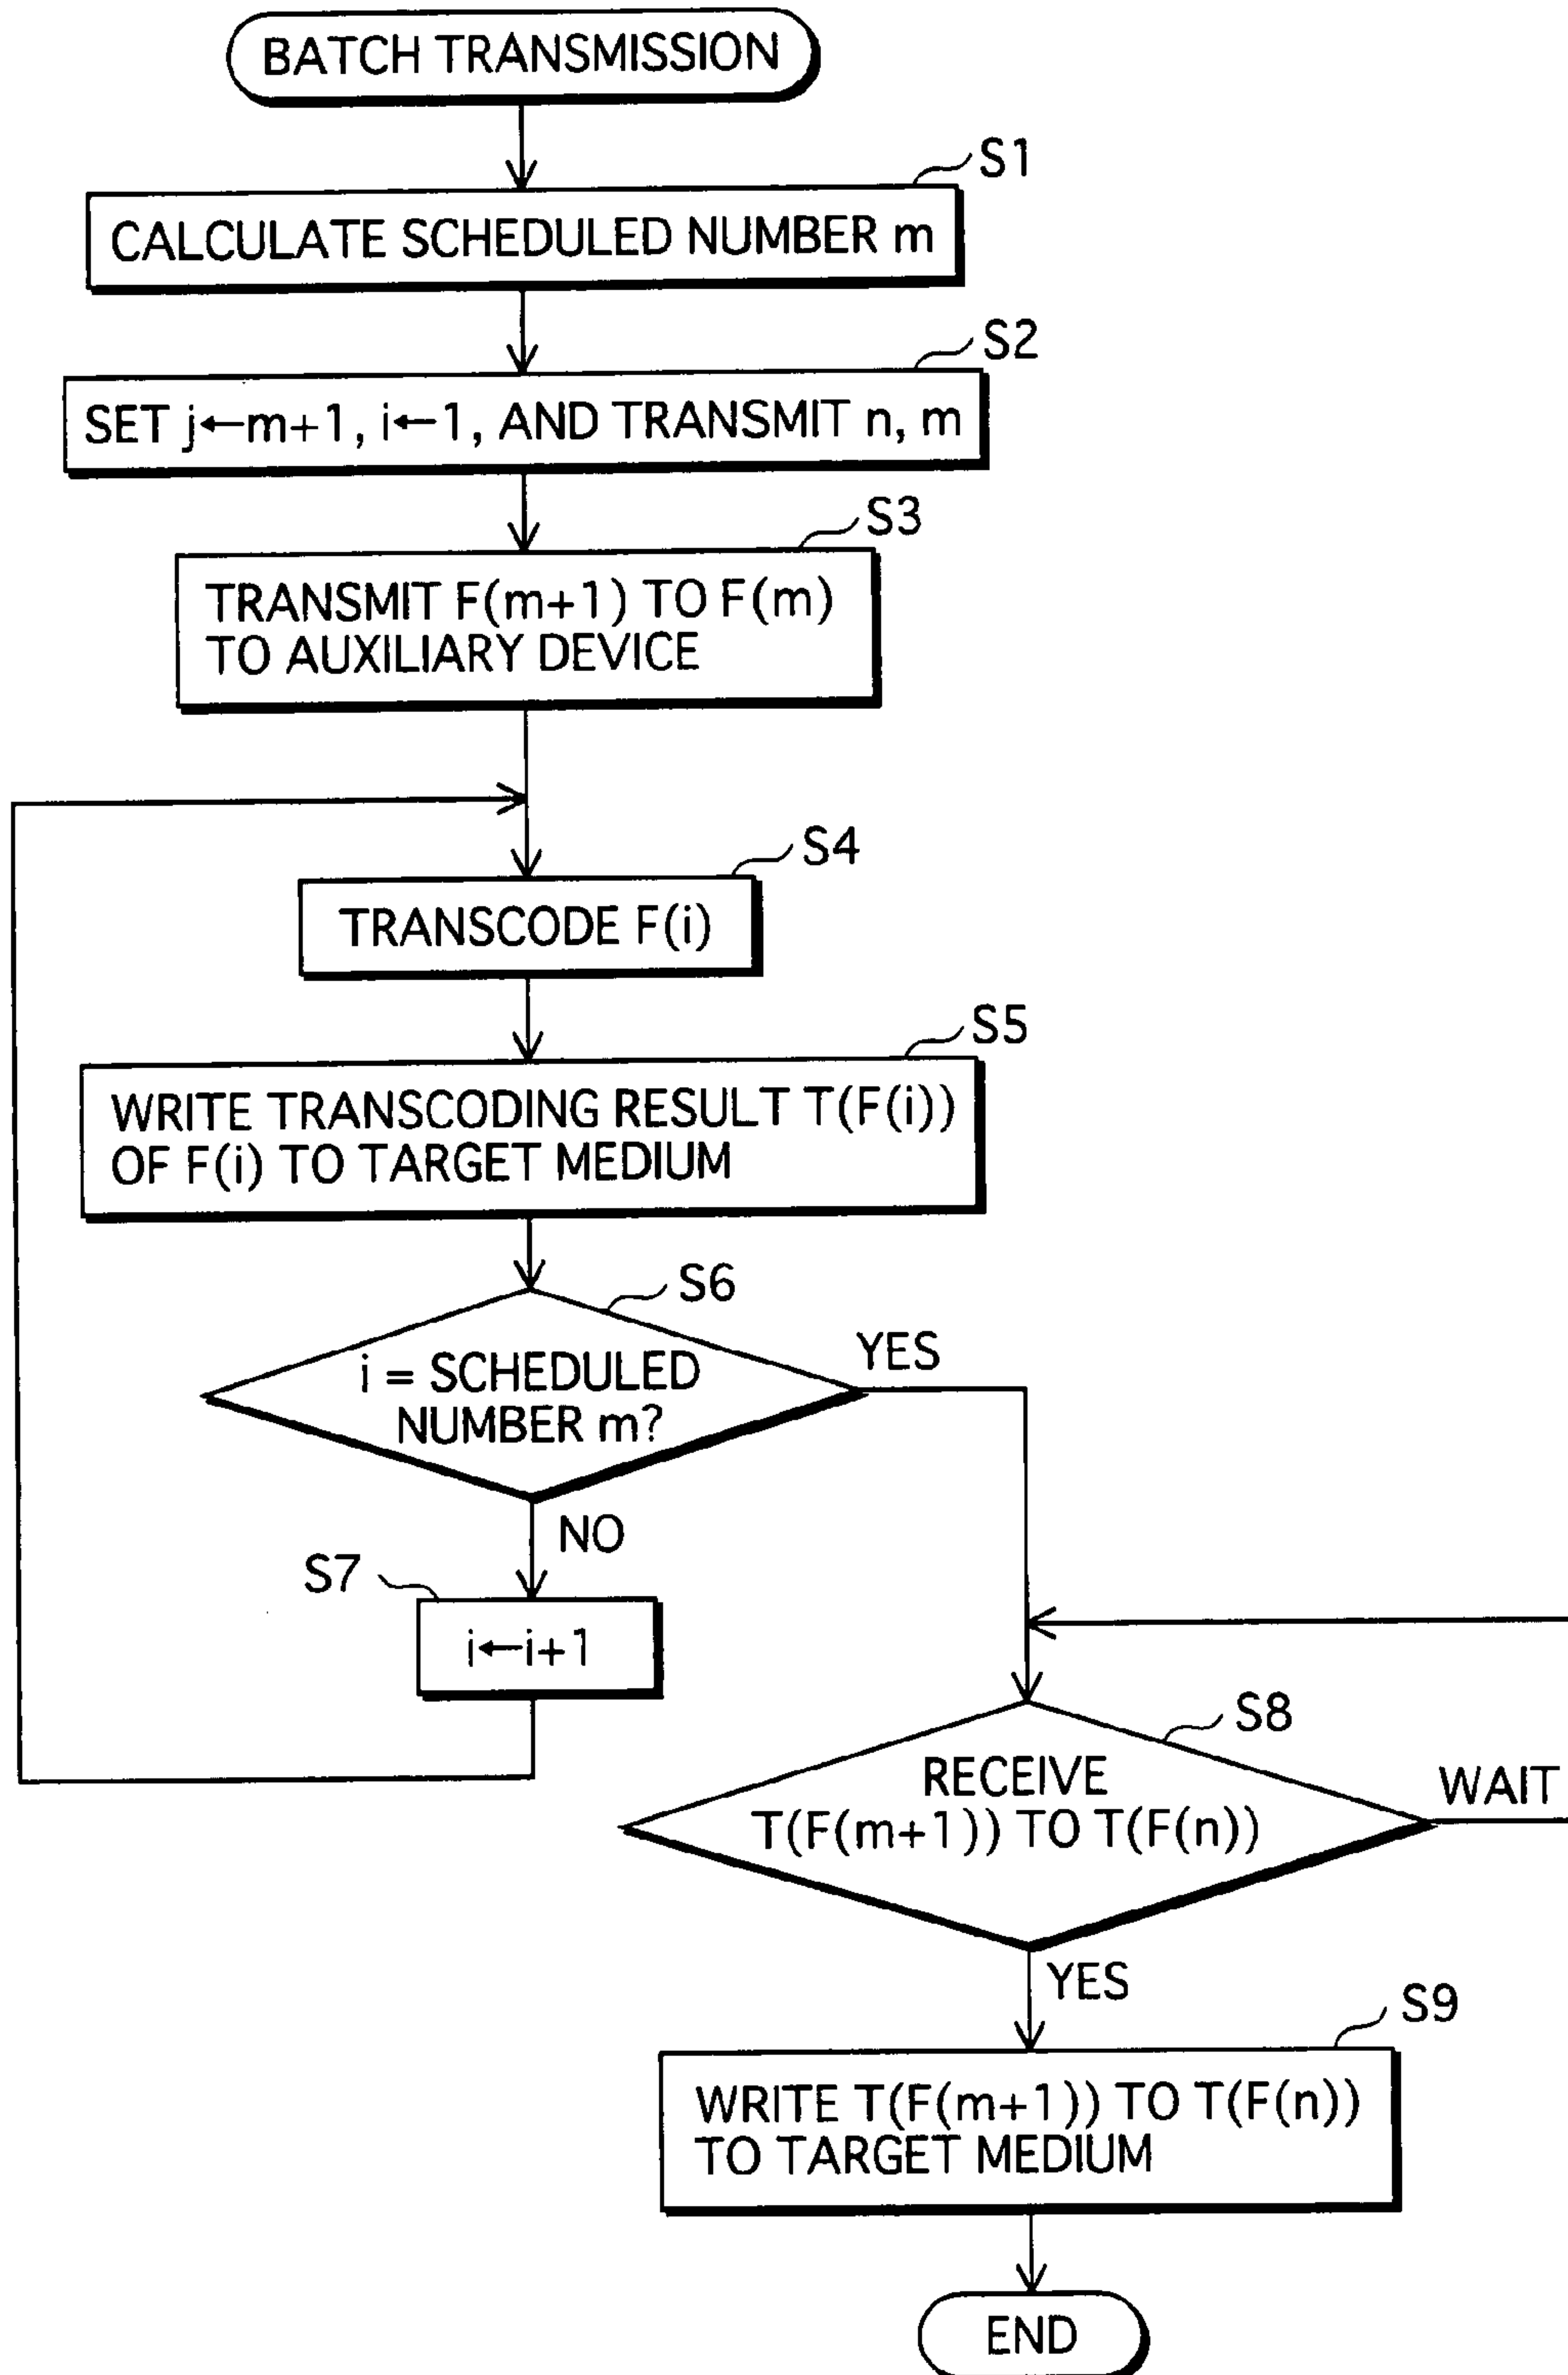 BATCH TRANSMISSION
S1
CALCULATE SCHEDULED NUMBER m
S2
SET j←m+1, i←1, AND TRANSMIT n, m
S3
TRANSMIT F(m+1) TO F(m)
TO AUXILIARY DEVICE
S4
TRANSCODE F(i)
S5
WRITE TRANSCODING RESULT T(F(i))
OF F(i) TO TARGET MEDIUM
S6
i = SCHEDULED
NUMBER m?
YES
NO
S7
i←i+1
S8
RECEIVE
T(F(m+1)) TO T(F(n))
WAIT
YES
S9
WRITE T(F(m+1)) TO T(F(n))
TO TARGET MEDIUM
END